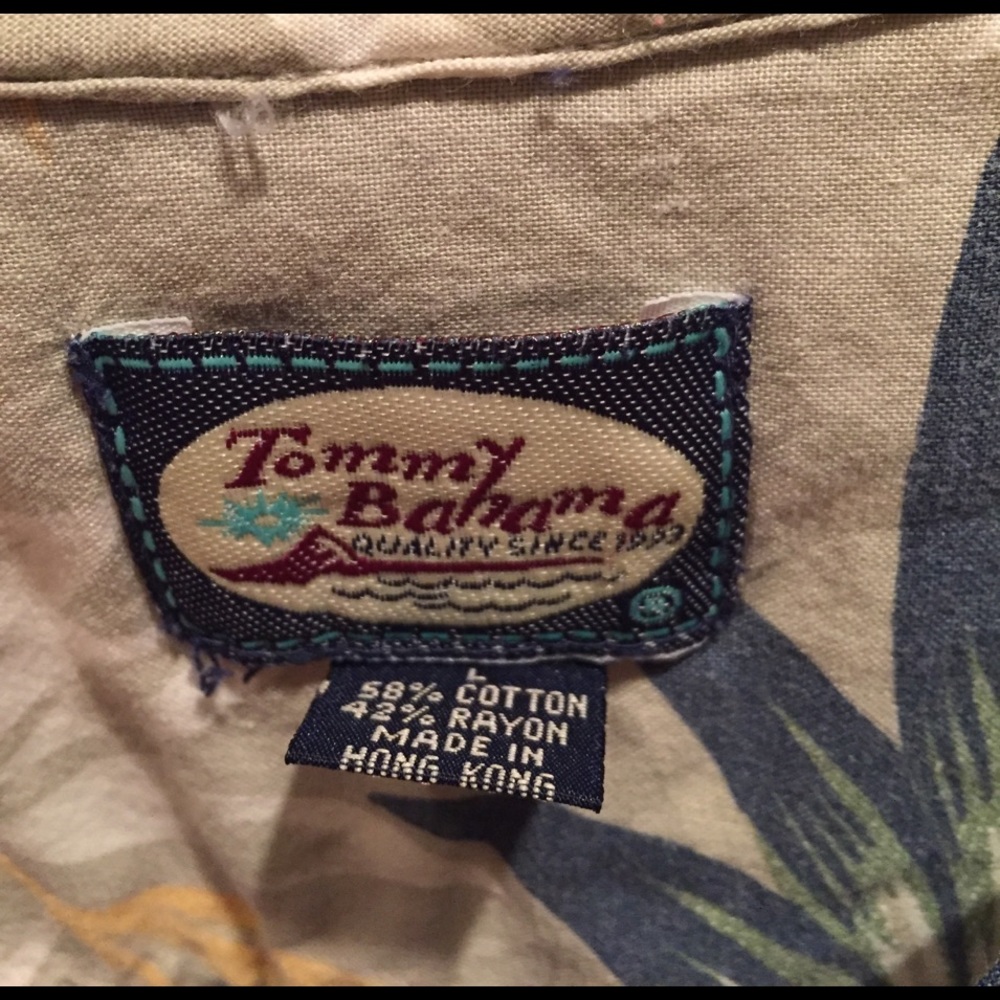 Tommy
Bahama
QUALITY SINCE 1993
L
58% COTTON
42% RAYON
MADE IN
HONG KONG